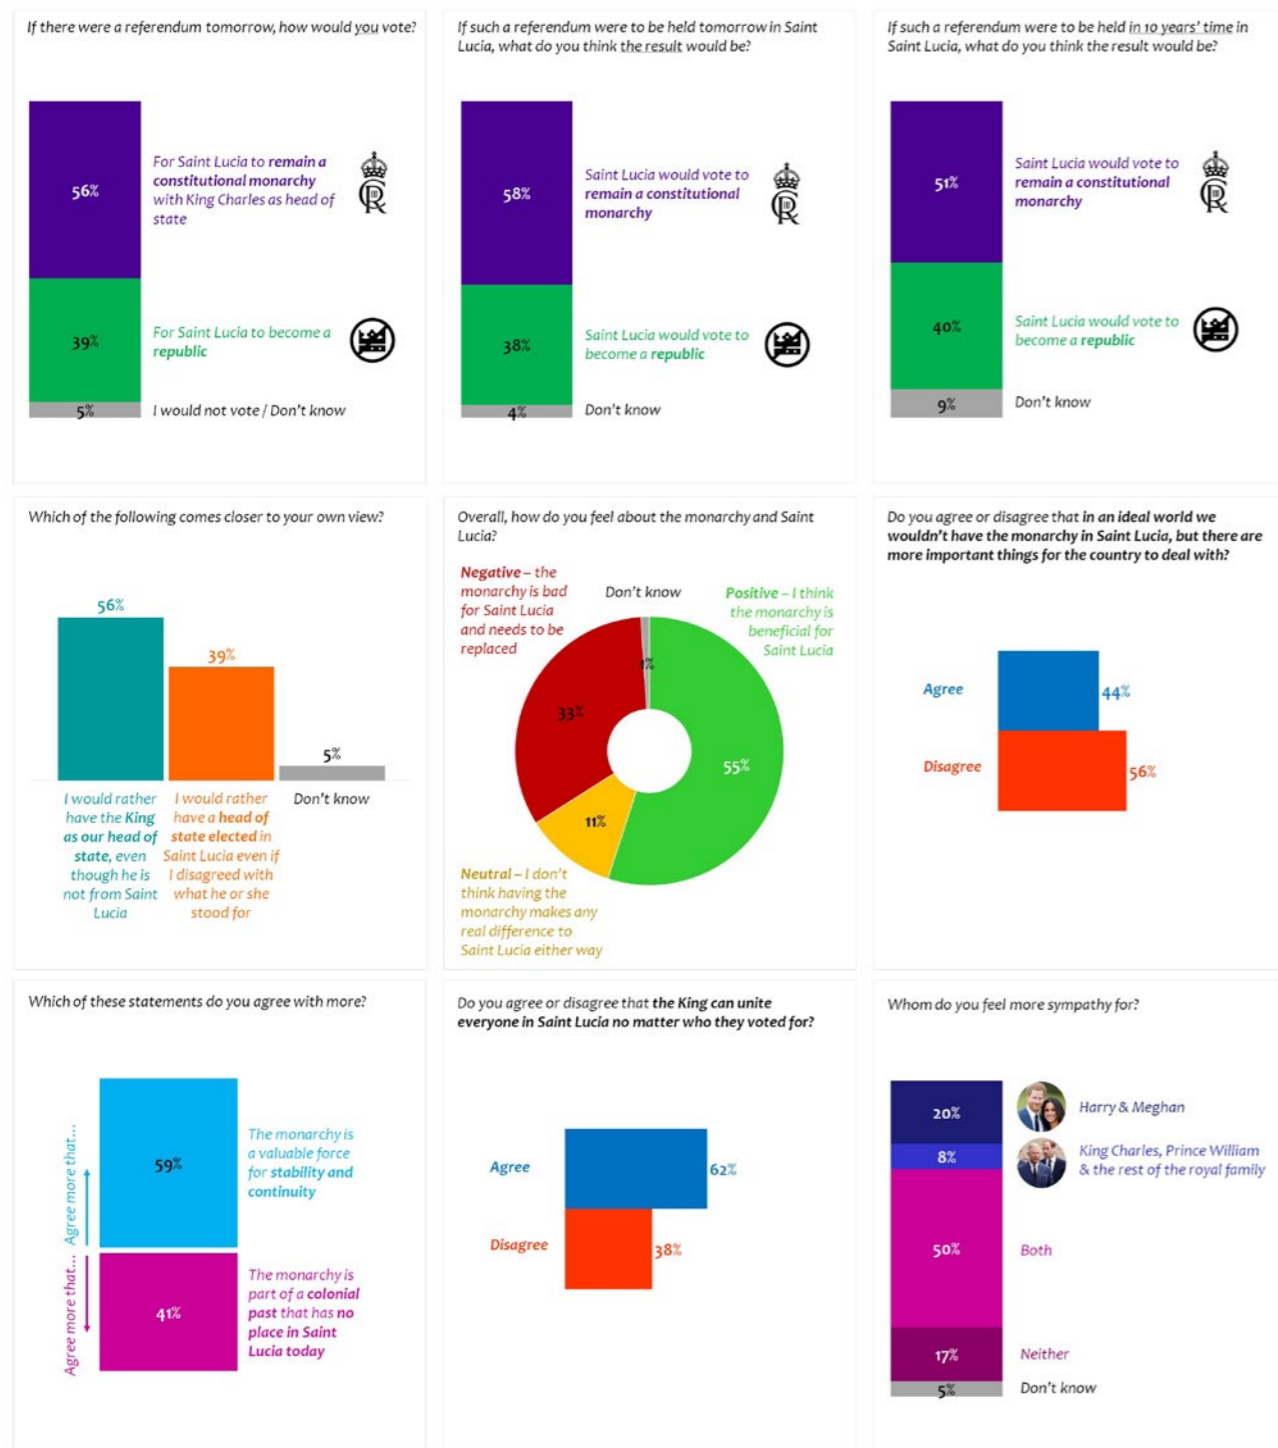 If there were a referendum tomorrow, how would you vote?
56%
For Saint Lucia to remain a
constitutional monarchy
with King Charles as head of
state
39%
For Saint Lucia to become a
republic
5%
I would not vote / Don't know
If such a referendum were to be held tomorrow in Saint
Lucia, what do you think the result would be?
58%
Saint Lucia would vote to
remain a constitutional
monarchy
38%
Saint Lucia would vote to
become a republic
4%
Don't know
If such a referendum were to be held in 10 years' time in
Saint Lucia, what do you think the result would be?
51%
Saint Lucia would vote to
remain a constitutional
monarchy
40%
Saint Lucia would vote to
become a republic
9%
Don't know
Which of the following comes closer to your own view?
56%
39%
5%
I would rather
have the King
as our head of
state, even
though he is
not from Saint
Lucia
I would rather
have a head of
state elected in
Saint Lucia even if
I disagreed with
what he or she
stood for
Don't know
Overall, how do you feel about the monarchy and Saint
Lucia?
Negative – the
monarchy is bad
for Saint Lucia
and needs to be
replaced
Don't know
Positive – I think
the monarchy is
beneficial for
Saint Lucia
1%
33%
55%
11%
Neutral – I don't
think having the
monarchy makes any
real difference to
Saint Lucia either way
Do you agree or disagree that in an ideal world we
wouldn't have the monarchy in Saint Lucia, but there are
more important things for the country to deal with?
Agree
44%
Disagree
56%
Which of these statements do you agree with more?
Agree more that...
59%
The monarchy is
a valuable force
for stability and
continuity
Agree more that...
41%
The monarchy is
part of a colonial
past that has no
place in Saint
Lucia today
Do you agree or disagree that the King can unite
everyone in Saint Lucia no matter who they voted for?
Agree
62%
Disagree
38%
Whom do you feel more sympathy for?
20%
Harry & Meghan
8%
King Charles, Prince William
& the rest of the royal family
50%
Both
17%
Neither
5%
Don't know